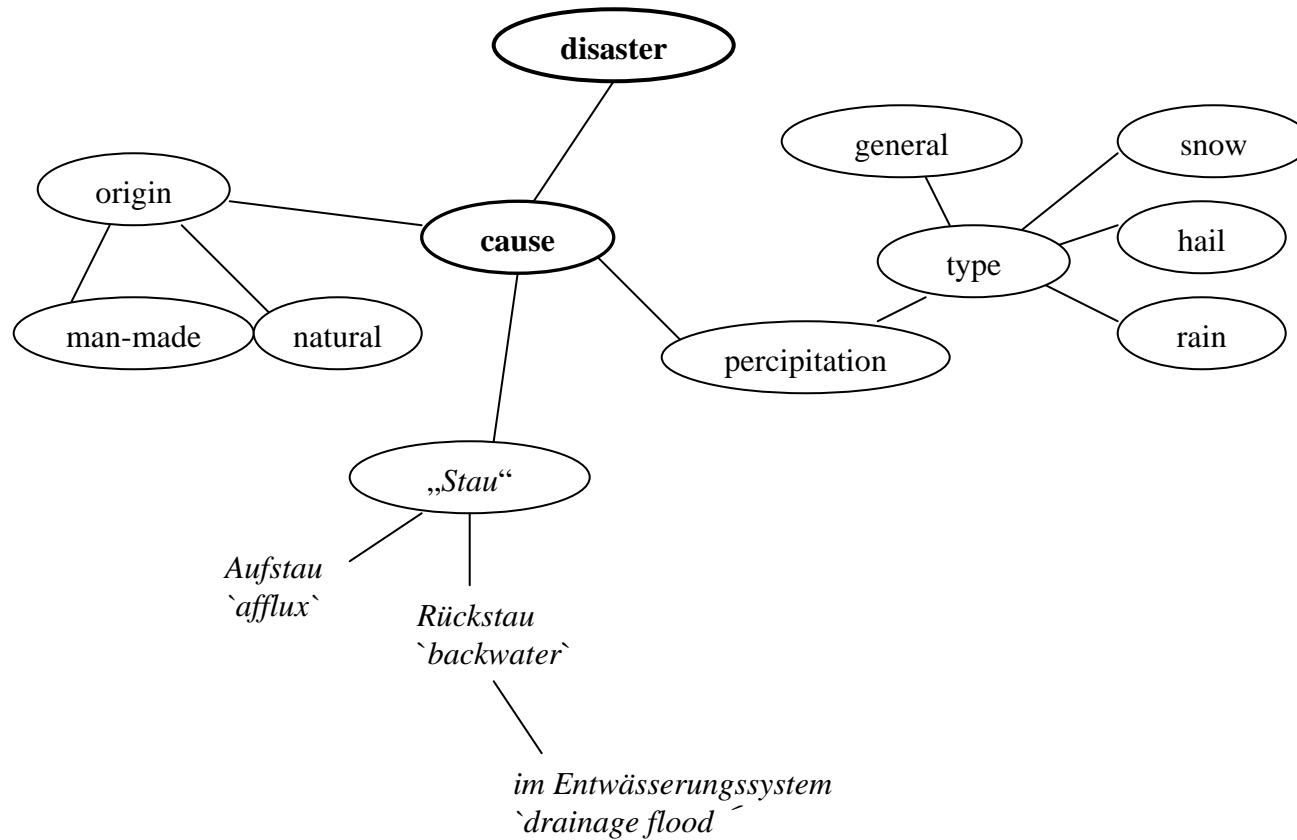 disaster
general
snow
origin
cause
hail
type
man-made
natural
percipitation
rain
„Stau“
Aufstau
`afflux`
Rückstau
`backwater`
im Entwässerungssystem
`drainage flood ´